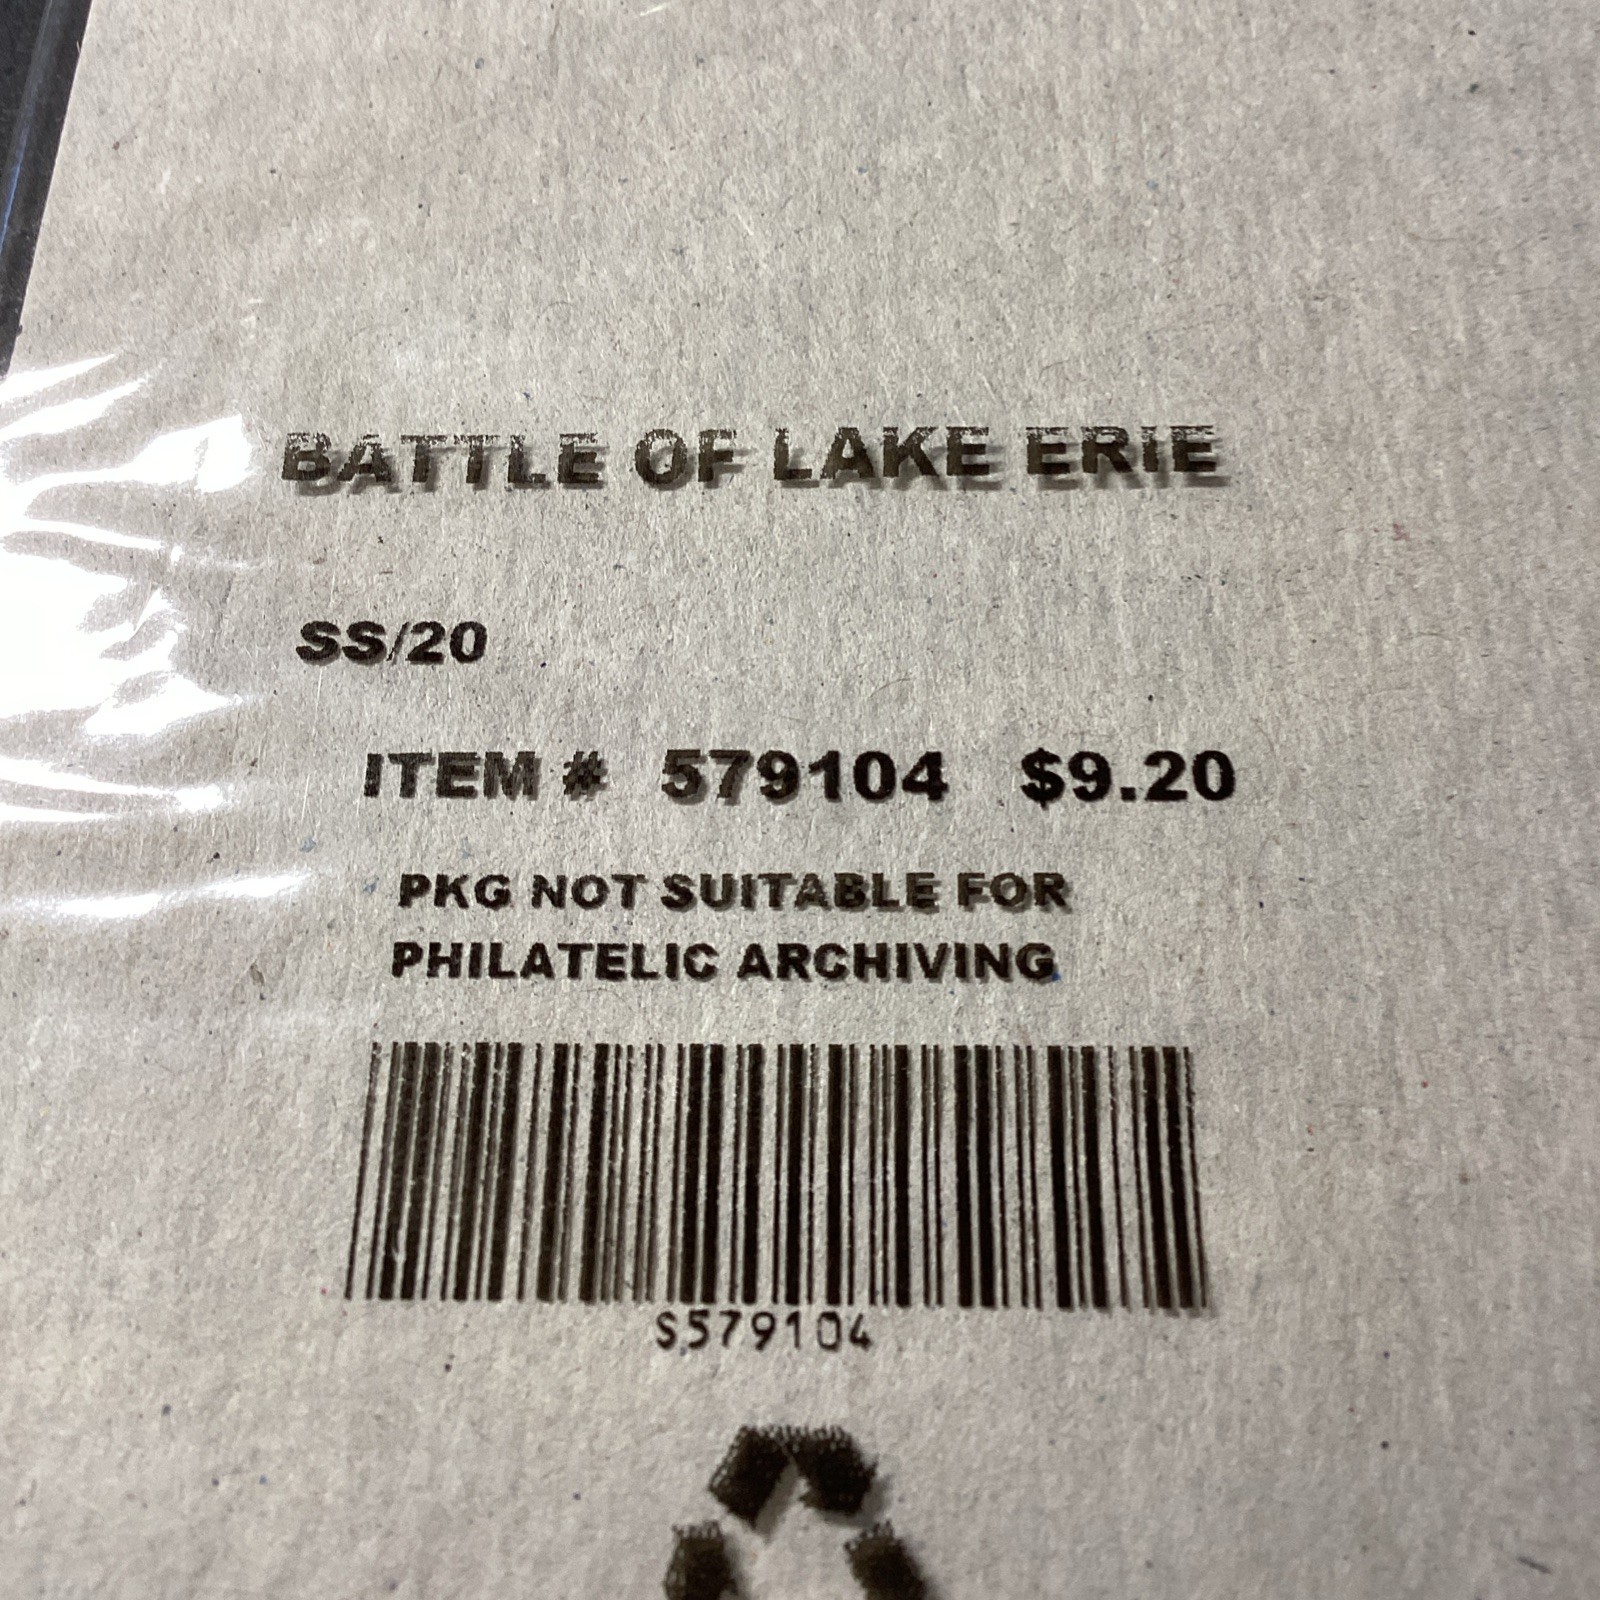 BATTLE OF LAKE ERIE
SS/20
ITEM # 579104 $9.20
PKG NOT SUITABLE FOR
PHILATELIC ARCHIVING
S579104